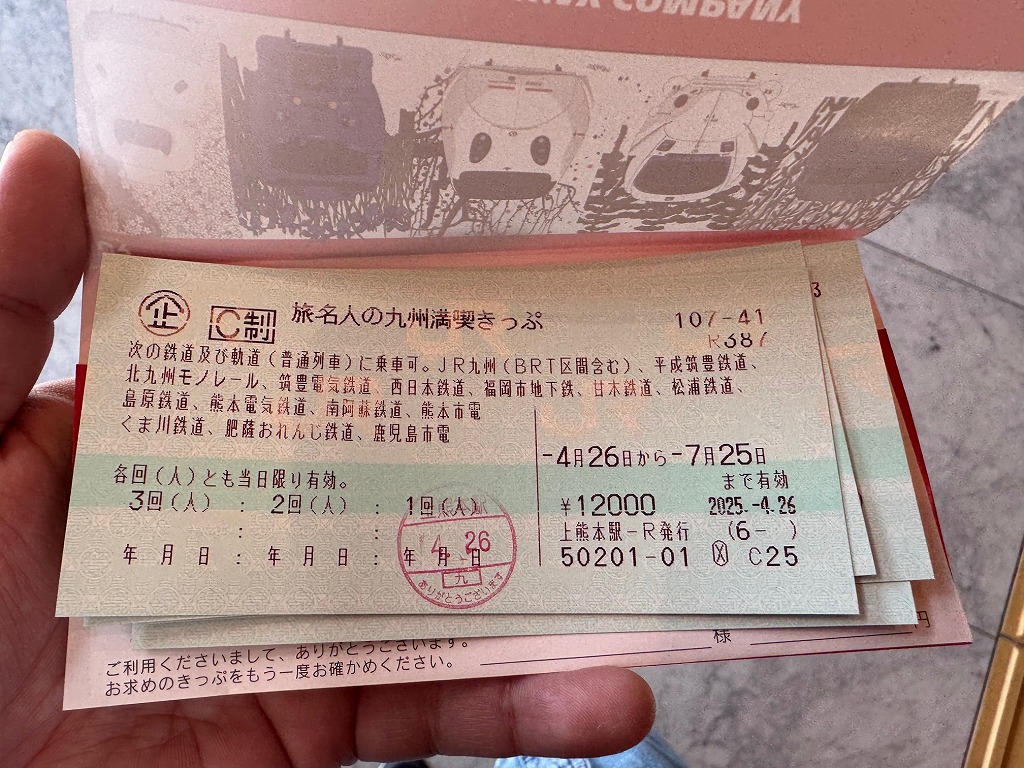 COMPANY
企 C制 旅名人の九州満喫きっぷ 107-41
R387
次の鉄道及び軌道(普通列車)に乗車可。JR九州(BRT区間含む)、平成筑豊鉄道、
北九州モノレール、筑豊電気鉄道、西日本鉄道、福岡市地下鉄、甘木鉄道、松浦鉄道、
島原鉄道、熊本電気鉄道、南阿蘇鉄道、熊本市電
くま川鉄道、肥薩おれんじ鉄道、鹿児島市電
-4月26日から-7月25日
まで有効
各回(人)とも当日限り有効。
3回(人) : 2回(人) : 1回(人)
: :
年 月 日 : 年 月 日 : 年 月 日
¥12000 2025.-4.26
上熊本駅-R発行 (6- )
50201-01 C25
4. 26
九
ありがとうございます
3
様 円
ご利用くださいまして、ありがとうございます。
お求めのきっぷをもう一度お確かめください。